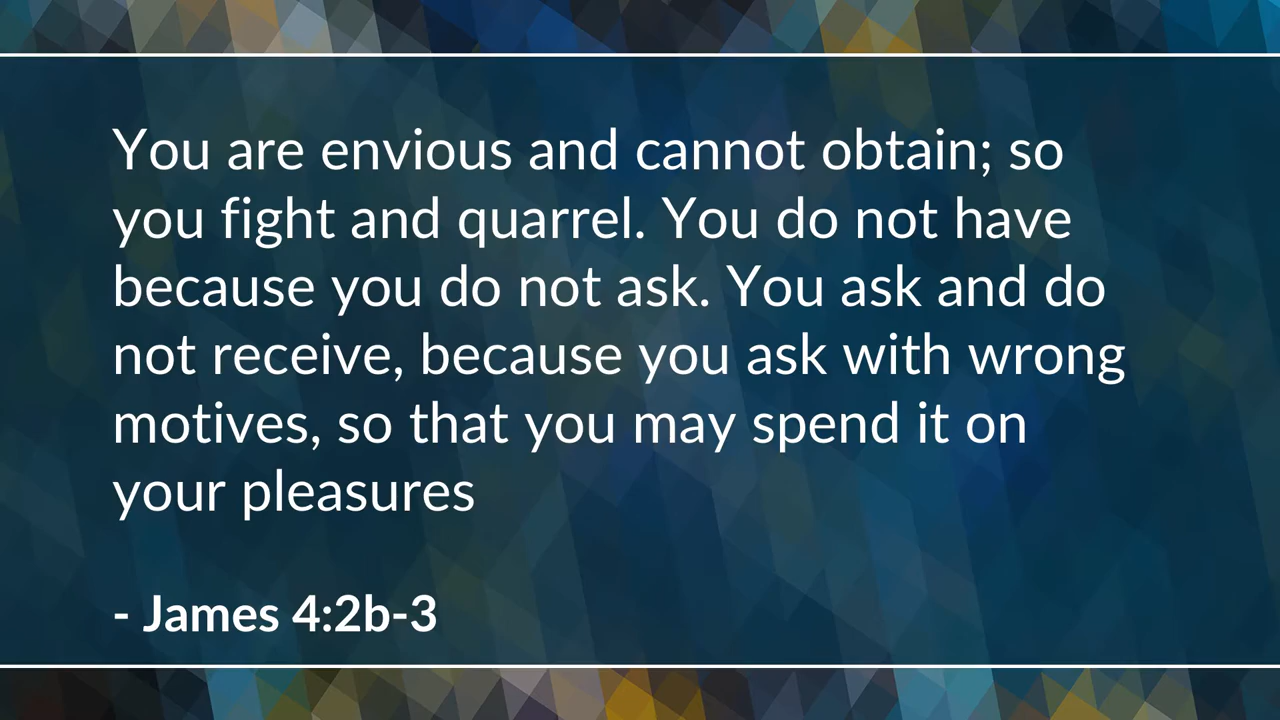 You are envious and cannot obtain; so
you fight and quarrel. You do not have
because you do not ask. You ask and do
not receive, because you ask with wrong
motives, so that you may spend it on
your pleasures
- James 4:2b-3